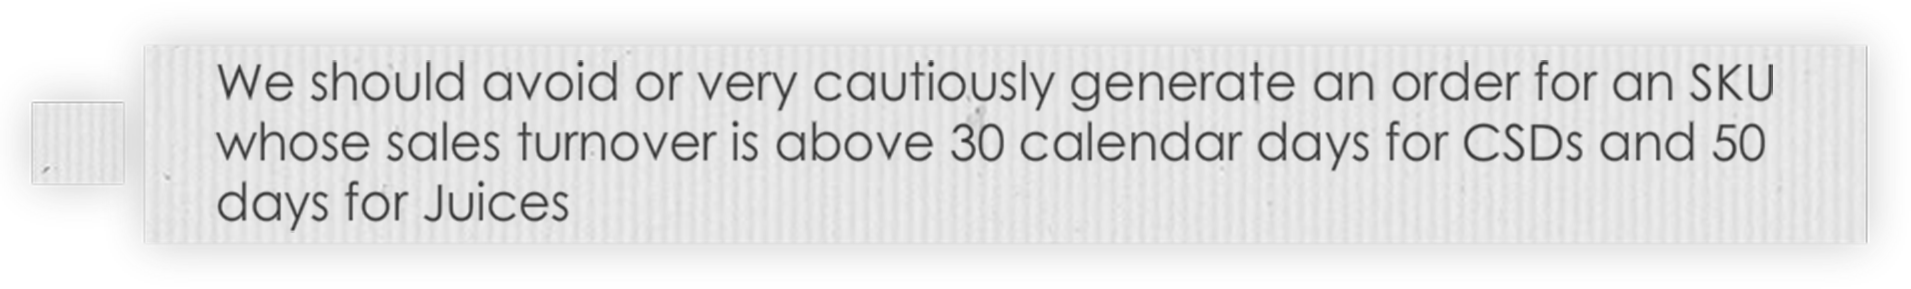 We should avoid or very cautiously generate an order for an SKU
whose sales turnover is above 30 calendar days for CSDs and 50
days for Juices